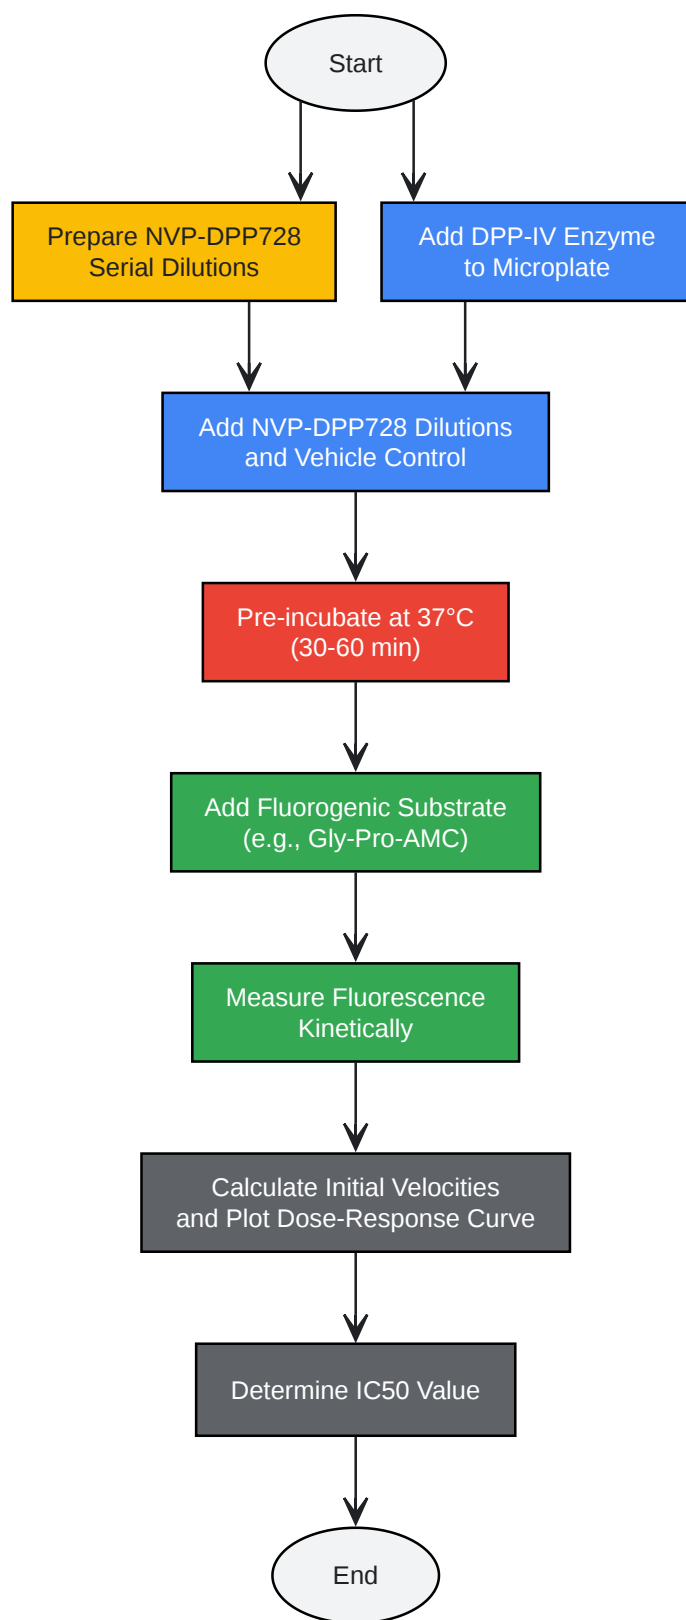 Start
Prepare NVP-DPP728
Serial Dilutions
Add DPP-IV Enzyme
to Microplate
Add NVP-DPP728 Dilutions
and Vehicle Control
Pre-incubate at 37°C
(30-60 min)
Add Fluorogenic Substrate
(e.g., Gly-Pro-AMC)
Measure Fluorescence
Kinetically
Calculate Initial Velocities
and Plot Dose-Response Curve
Determine IC50 Value
End